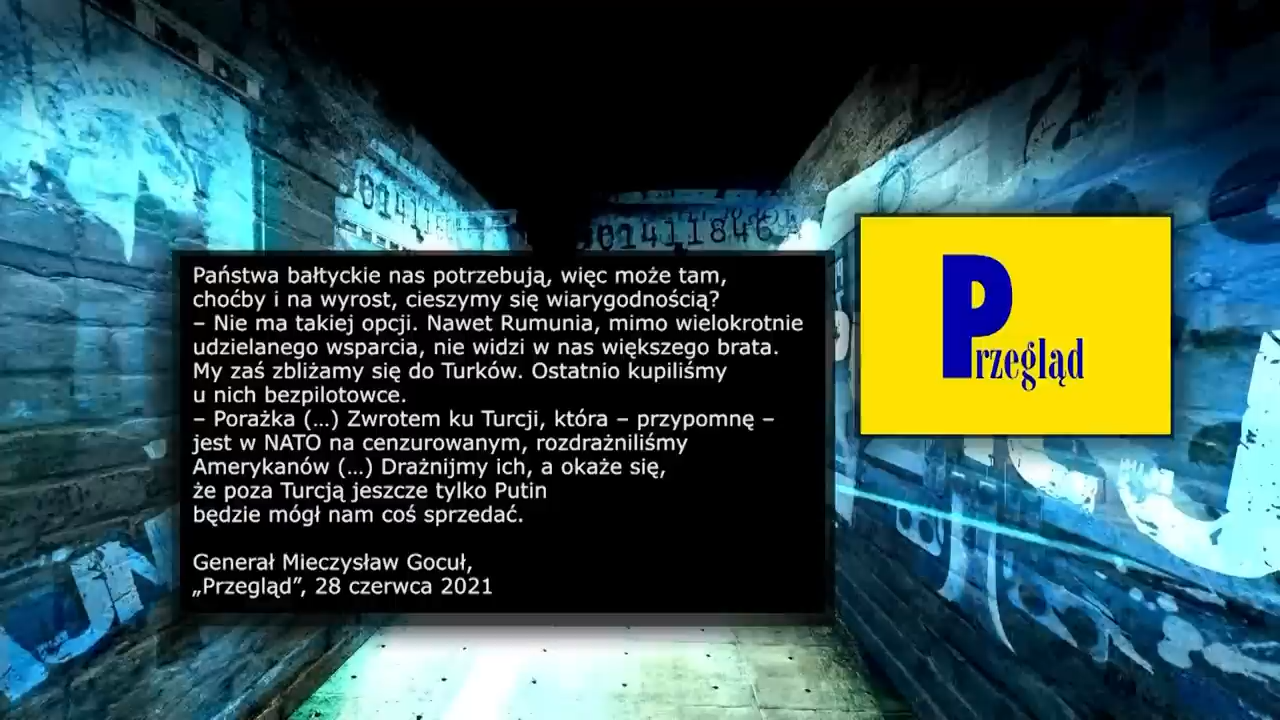 014118
01411846
Państwa bałtyckie nas potrzebują, więc może tam,
choćby i na wyrost, cieszymy się wiarygodnością?
– Nie ma takiej opcji. Nawet Rumunia, mimo wielokrotnie
udzielanego wsparcia, nie widzi w nas większego brata.
My zaś zbliżamy się do Turków. Ostatnio kupiliśmy
u nich bezpilotowce.
– Porażka (...) Zwrotem ku Turcji, która – przypomnę –
jest w NATO na cenzurowanym, rozdrażniliśmy
Amerykanów (...) Drażnijmy ich, a okaże się,
że poza Turcją jeszcze tylko Putin
będzie mógł nam coś sprzedać.
Generał Mieczysław Gocuł,
„Przegląd”, 28 czerwca 2021
Przegląd